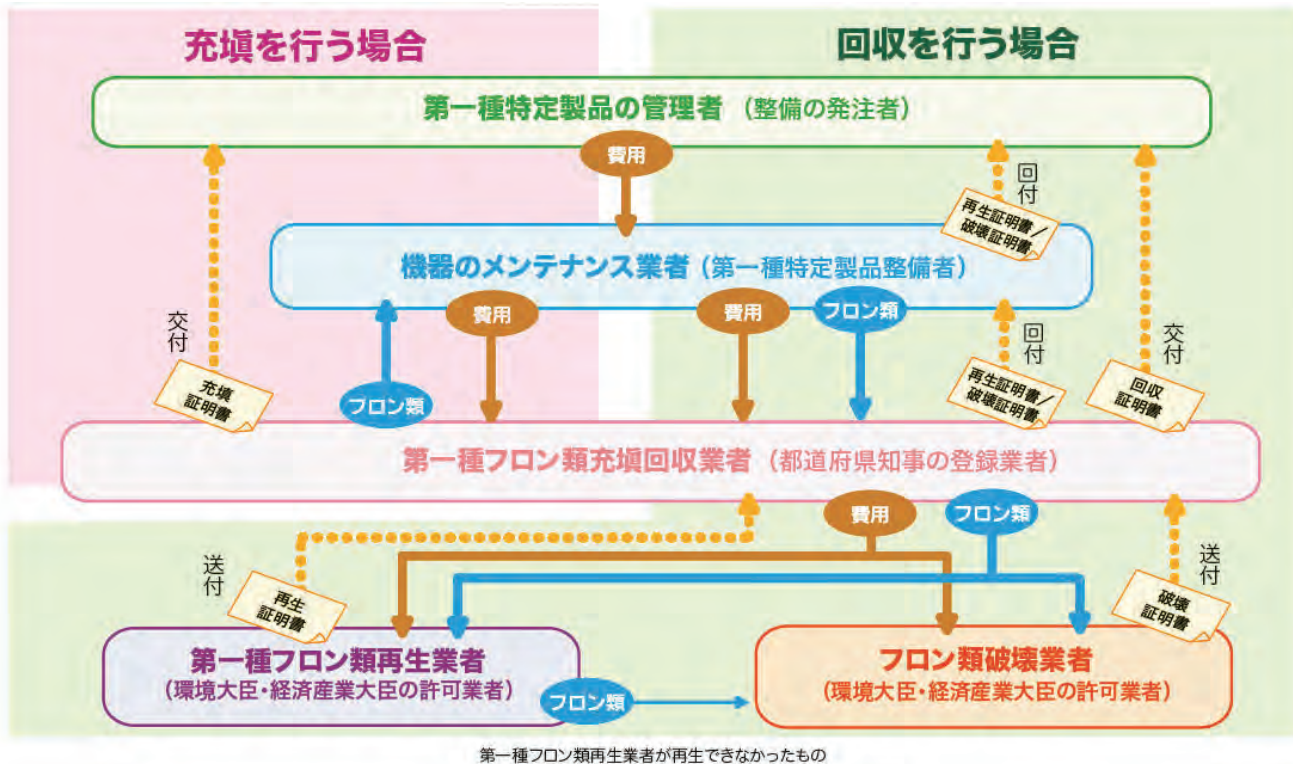 充塡を行う場合
回収を行う場合
第一種特定製品の管理者（整備の発注者）
費用
回付
再生証明書／
破壊証明書
機器のメンテナンス業者（第一種特定製品整備者）
費用
費用
フロン類
交付
回付
交付
充塡
証明書
フロン類
再生証明書／
破壊証明書
回収
証明書
第一種フロン類充塡回収業者（都道府県知事の登録業者）
費用
フロン類
送付
送付
再生
証明書
破壊
証明書
第一種フロン類再生業者
（環境大臣・経済産業大臣の許可業者）
フロン類
フロン類破壊業者
（環境大臣・経済産業大臣の許可業者）
第一種フロン類再生業者が再生できなかったもの